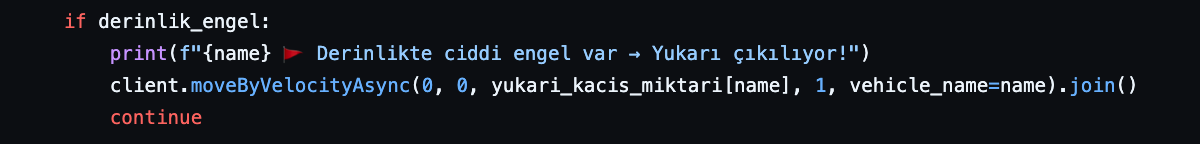 if derinlik_engel:
print(f"{name} 🚩 Derinlikte ciddi engel var → Yukarı çıkılıyor!")
client.moveByVelocityAsync(0, 0, yukari_kacis_miktari[name], 1, vehicle_name=name).join()
continue